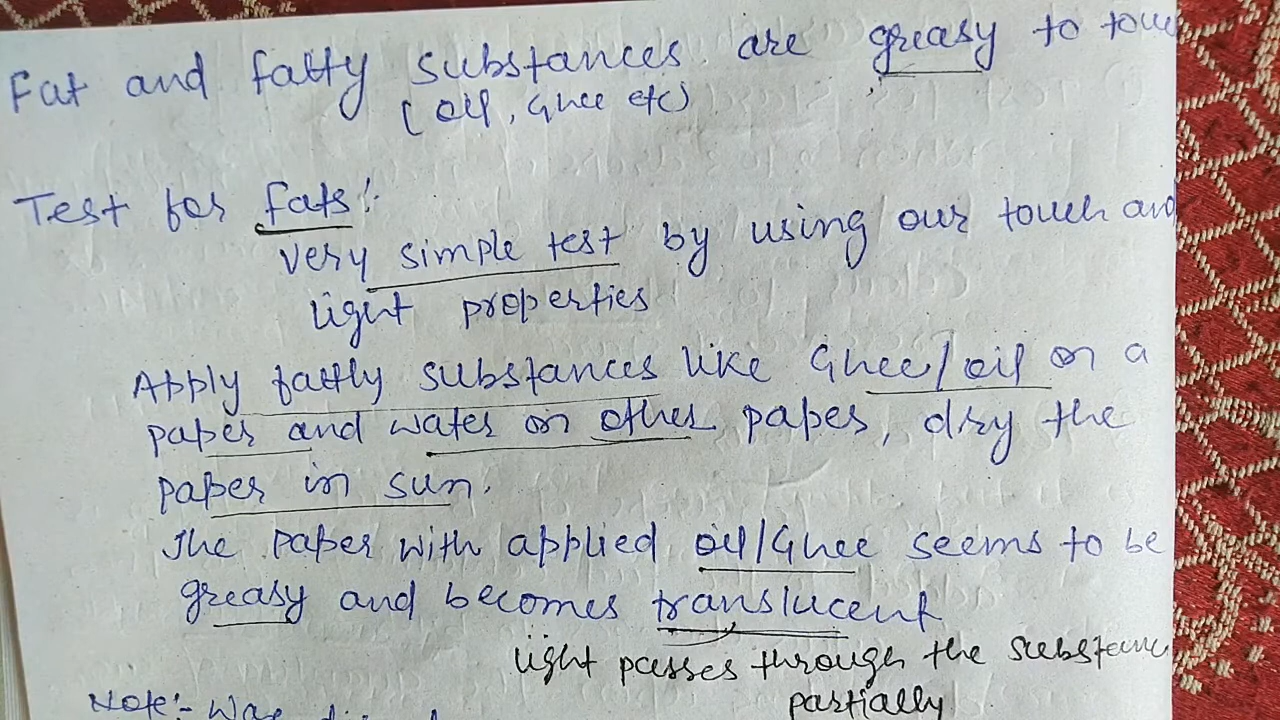 Fat and fatty substances are greasy to touc
(oil, Ghee etc)
Test for fats:-
very simple test by using our touch and
light properties
Apply fattly substances like Ghee/oil on a
paper and water on other paper, dry the
paper in sun.
The paper with applied oil/Ghee seems to be
greasy and becomes translucent
light passes through the substanc
partially
Note:-